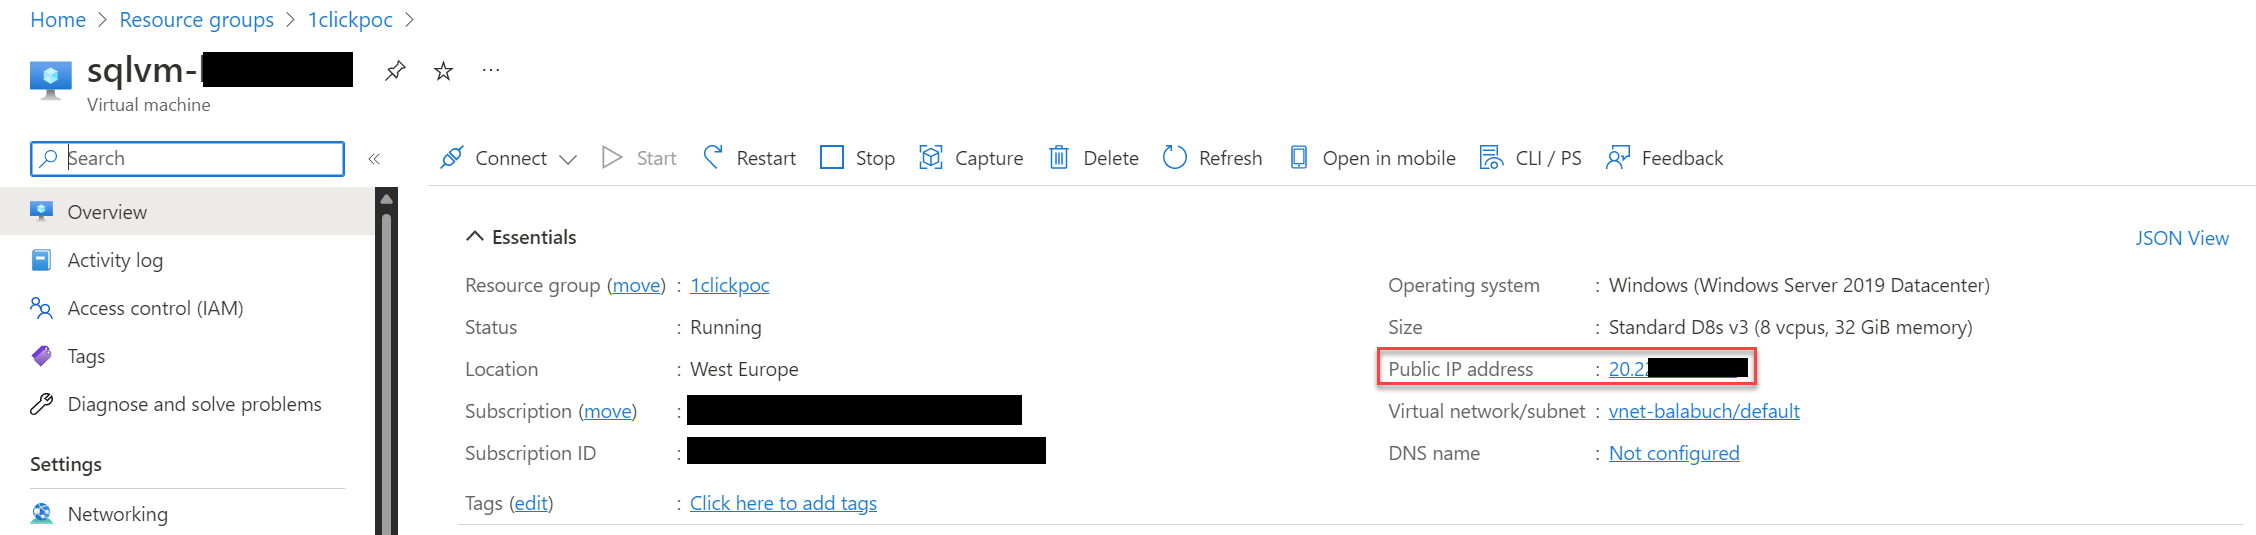 Home > Resource groups > 1clickpoc >
sqlvm-
Virtual machine
Search
Connect Start Restart Stop Capture Delete Refresh Open in mobile CLI / PS Feedback
Overview
Activity log
Access control (IAM)
Tags
Diagnose and solve problems
Settings
Networking
Essentials
JSON View
Resource group (move) : 1clickpoc
Status : Running
Location : West Europe
Subscription (move) :
Subscription ID :
Tags (edit) : Click here to add tags
Operating system : Windows (Windows Server 2019 Datacenter)
Size : Standard D8s v3 (8 vcpus, 32 GiB memory)
Public IP address : 20.2
Virtual network/subnet : vnet-balabuch/default
DNS name : Not configured